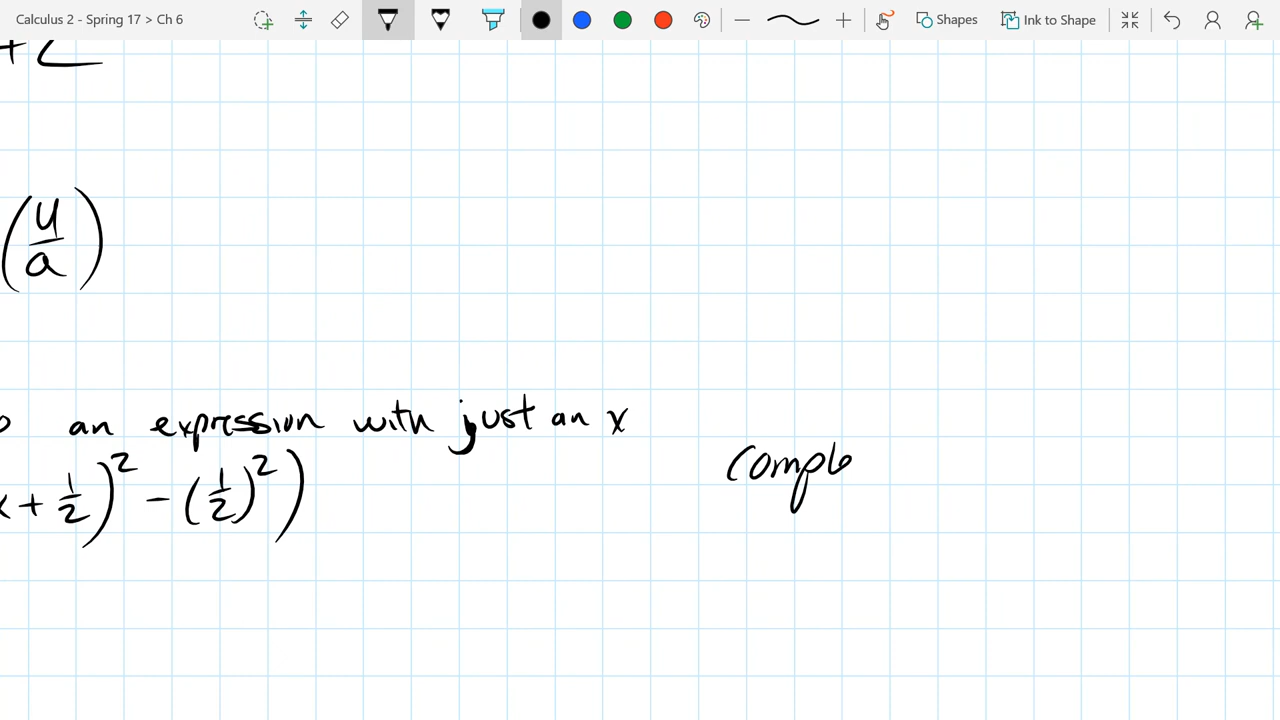 Calculus 2 - Spring 17 > Ch 6
Shapes
Ink to Shape
+ C
(u/a)
an expression with just an x
x + 1/2)² - (1/2)²)
comple